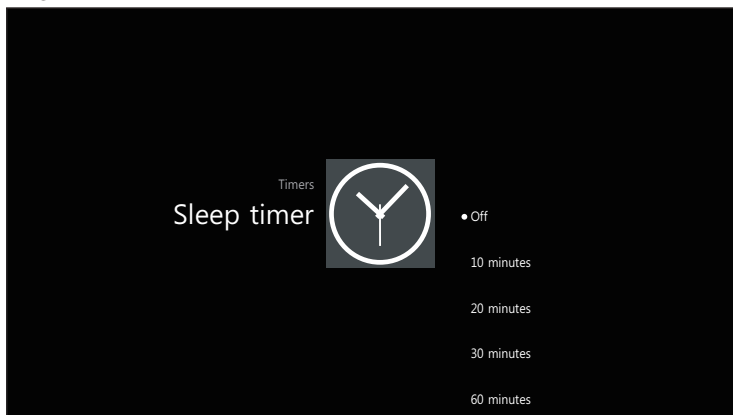 Timers
Sleep timer
• Off
10 minutes
20 minutes
30 minutes
60 minutes